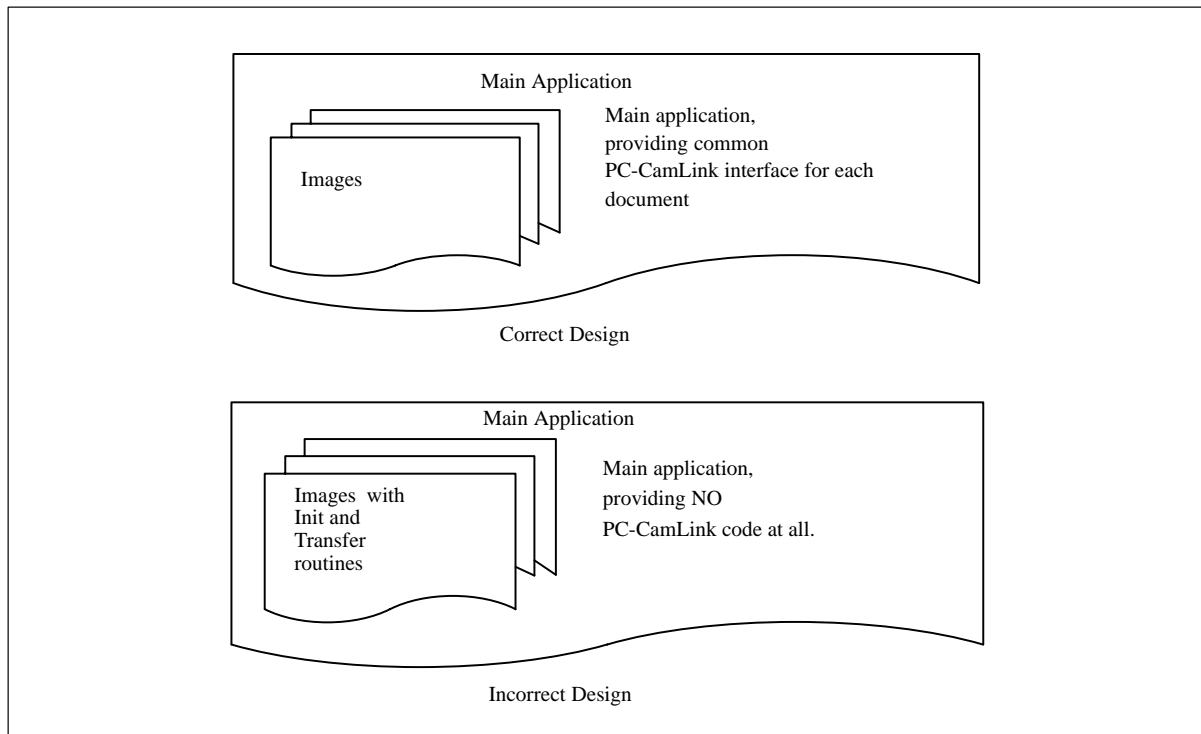 Main Application
Images
Main application,
providing common
PC-CamLink interface for each
document
Correct Design
Main Application
Images with
Init and
Transfer
routines
Main application,
providing NO
PC-CamLink code at all.
Incorrect Design